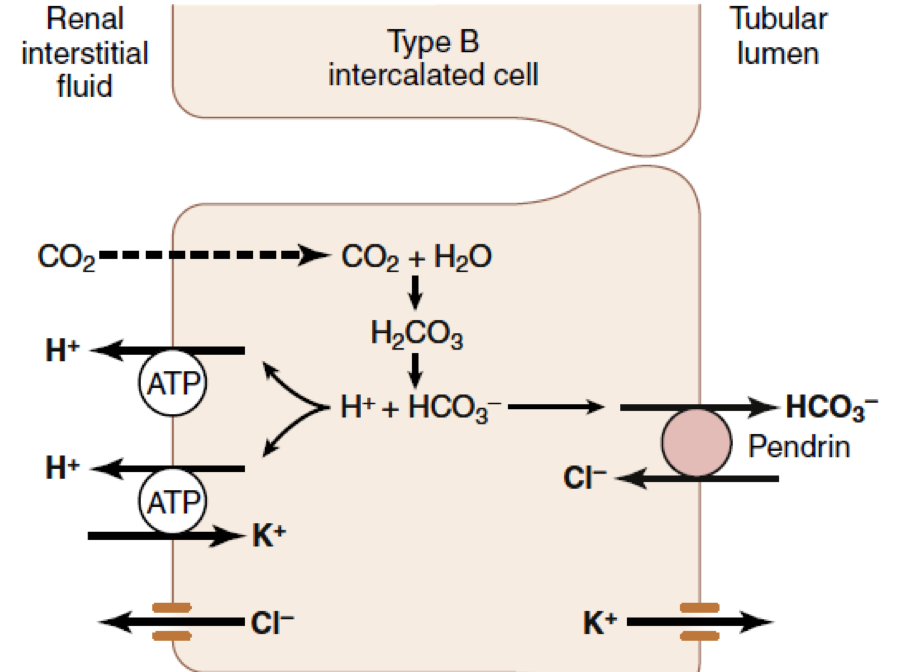 Renal
interstitial
fluid
Type B
intercalated cell
Tubular
lumen
CO₂
CO₂ + H₂O
H₂CO₃
H⁺
ATP
H⁺ + HCO₃⁻
HCO₃⁻
Pendrin
H⁺
Cl⁻
ATP
K⁺
Cl⁻
K⁺